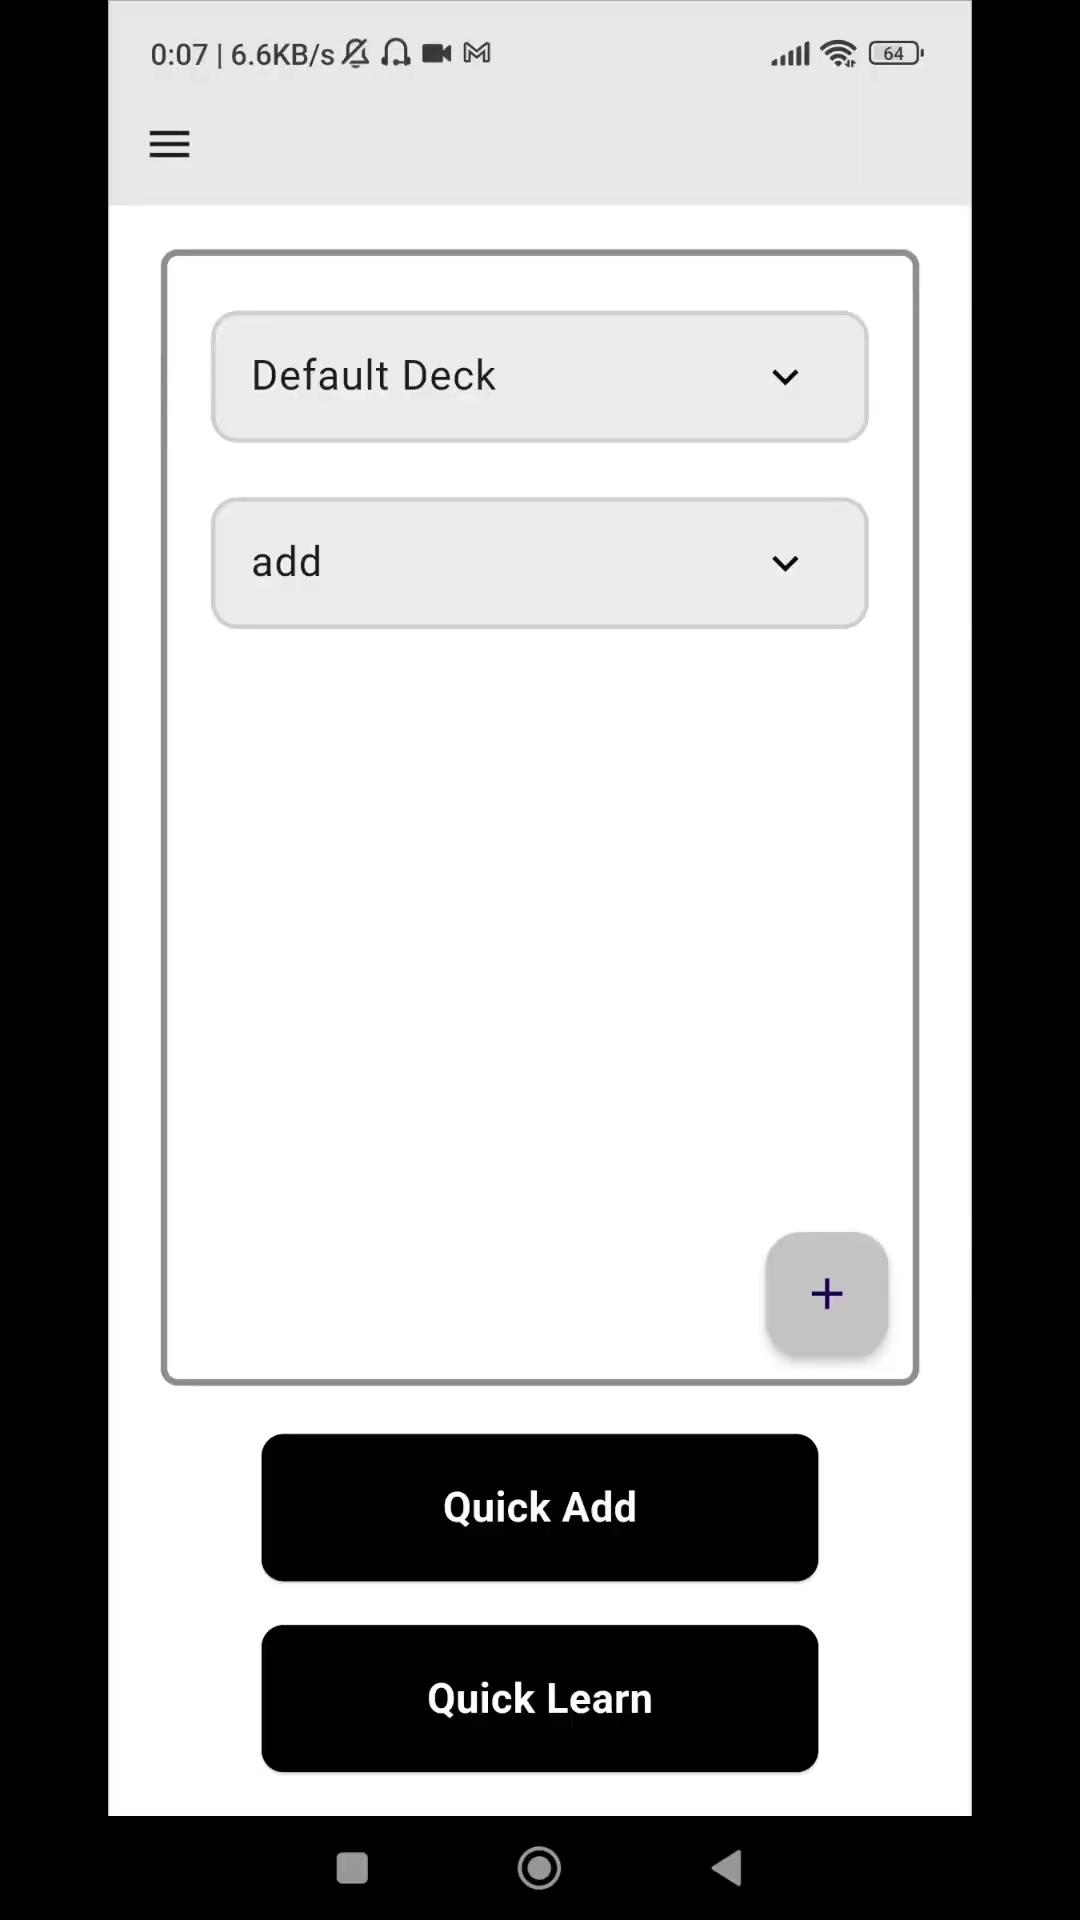 0:07 | 6.6KB/s 64
Default Deck
add
Quick Add
Quick Learn